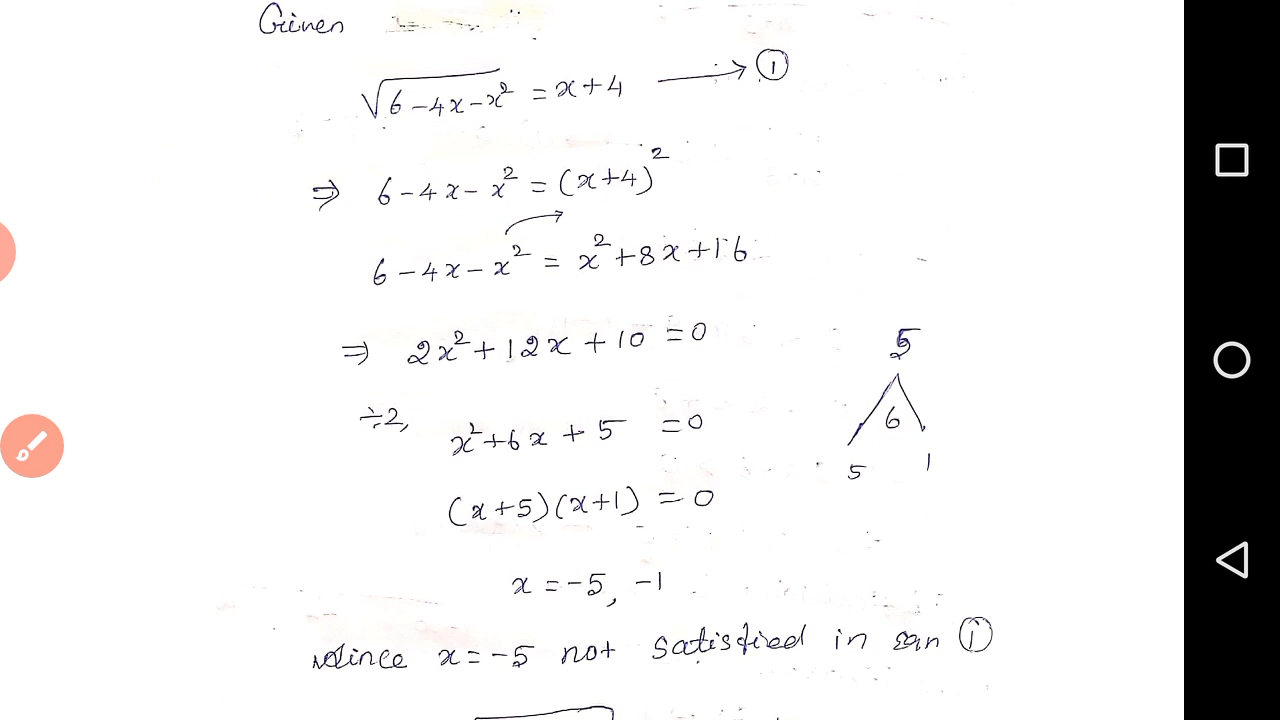 Given
√6-4x-x² = x+4 → ①
⇒ 6-4x-x² = (x+4)²
6-4x-x² = x²+8x+16
⇒ 2x²+12x+10 =0
÷2, x²+6x+5 =0
5
6
5 1
(x+5)(x+1) =0
x = -5, -1
since x=-5 not satisfied in eqn ①